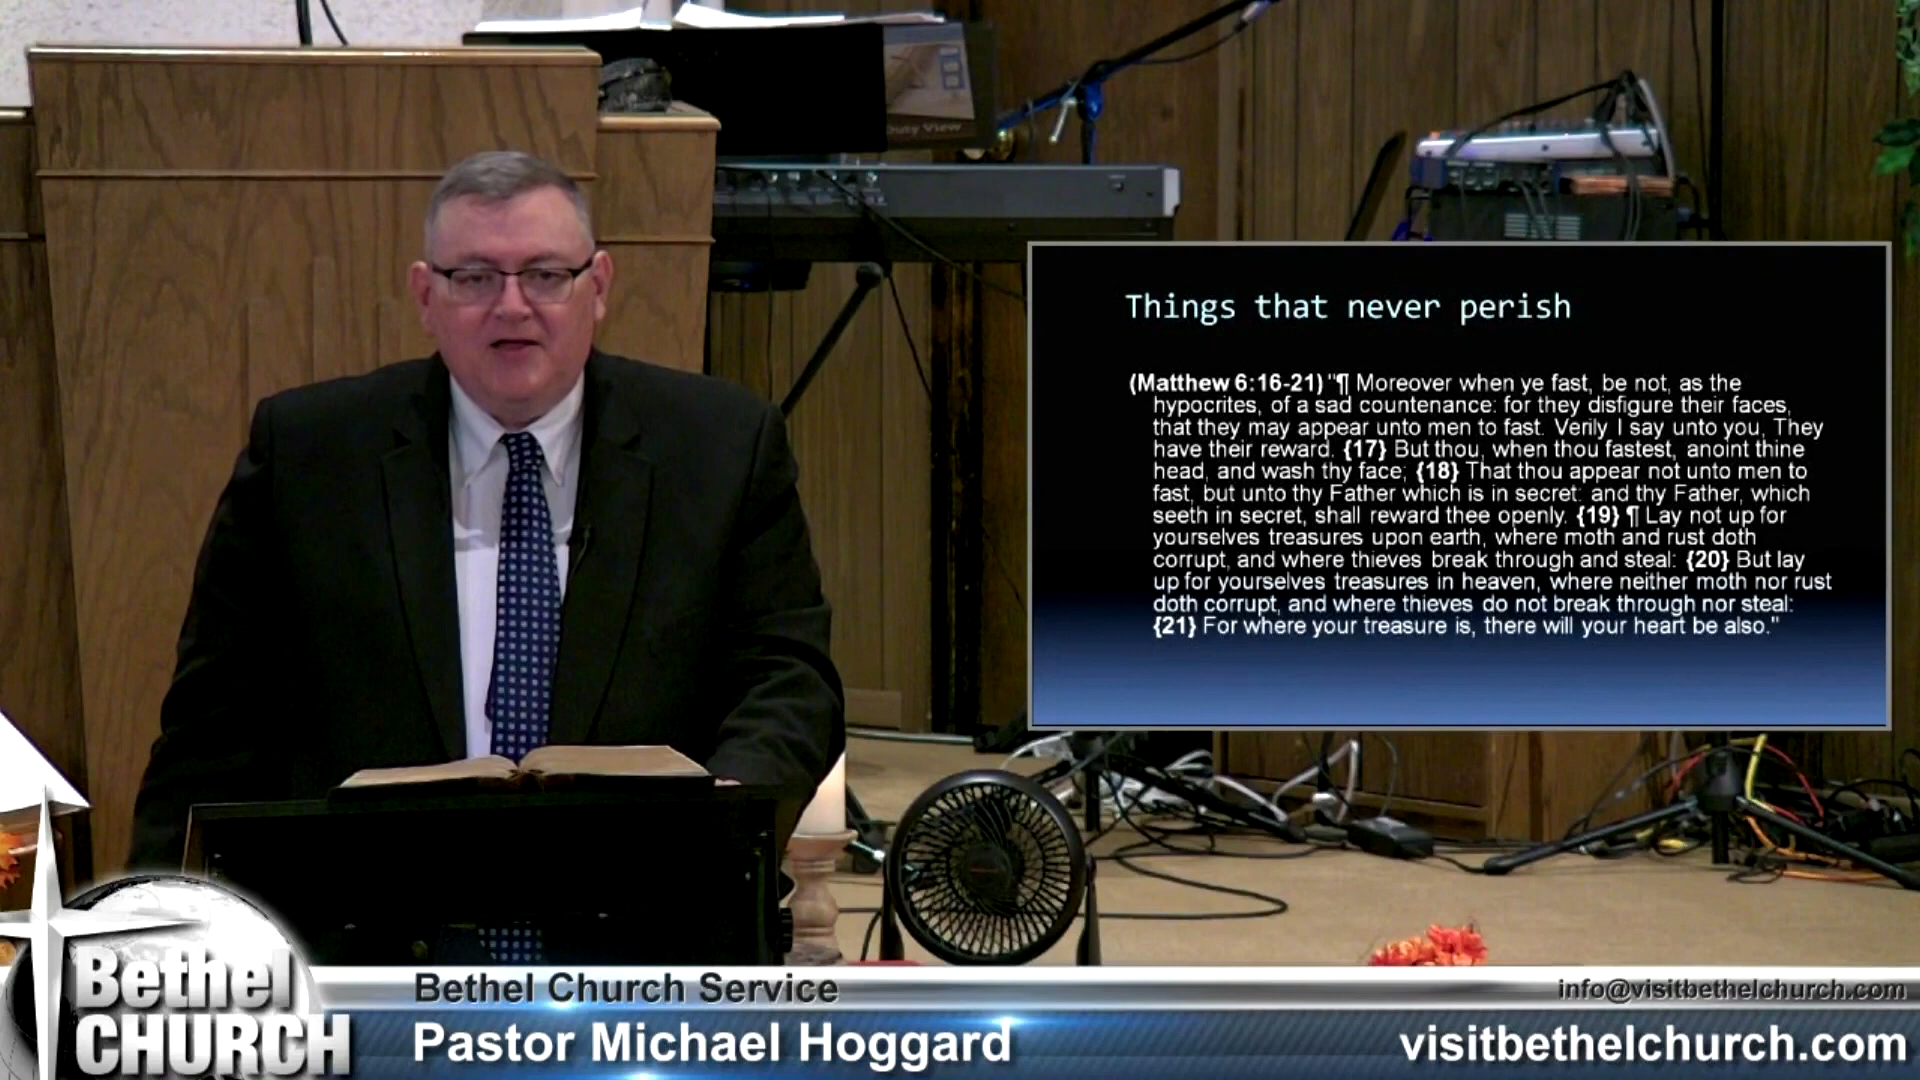 Duty View
Things that never perish
(Matthew 6:16-21) "¶ Moreover when ye fast, be not, as the
hypocrites, of a sad countenance: for they disfigure their faces,
that they may appear unto men to fast. Verily I say unto you, They
have their reward. {17} But thou, when thou fastest, anoint thine
head, and wash thy face; {18} That thou appear not unto men to
fast, but unto thy Father which is in secret: and thy Father, which
seeth in secret, shall reward thee openly. {19} ¶ Lay not up for
yourselves treasures upon earth, where moth and rust doth
corrupt, and where thieves break through and steal: {20} But lay
up for yourselves treasures in heaven, where neither moth nor rust
doth corrupt, and where thieves do not break through nor steal:
{21} For where your treasure is, there will your heart be also."
Bethel
CHURCH
Bethel Church Service
Pastor Michael Hoggard
info@visitbethelchurch.com
visitbethelchurch.com